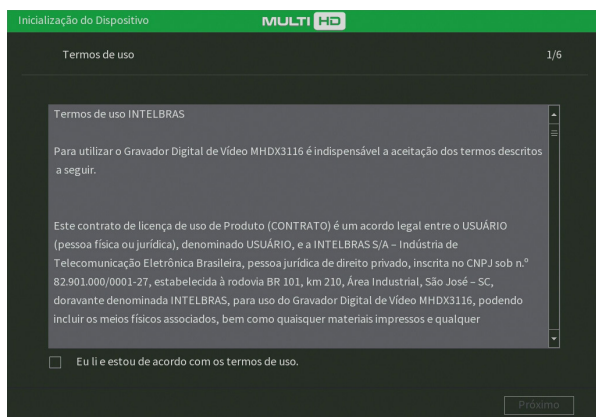 Inicialização do Dispositivo
MULTI HD
Termos de uso
1/6
Termos de uso INTELBRAS
Para utilizar o Gravador Digital de Vídeo MHDX3116 é indispensável a aceitação dos termos descritos
a seguir.
Este contrato de licença de uso de Produto (CONTRATO) é um acordo legal entre o USUÁRIO
(pessoa física ou jurídica), denominado USUÁRIO, e a INTELBRAS S/A – Indústria de
Telecomunicação Eletrônica Brasileira, pessoa jurídica de direito privado, inscrita no CNPJ sob n.º
82.901.000/0001-27, estabelecida à rodovia BR 101, km 210, Área Industrial, São José – SC,
doravante denominada INTELBRAS, para uso do Gravador Digital de Vídeo MHDX3116, podendo
incluir os meios físicos associados, bem como quaisquer materiais impressos e qualquer
Eu li e estou de acordo com os termos de uso.
Próximo